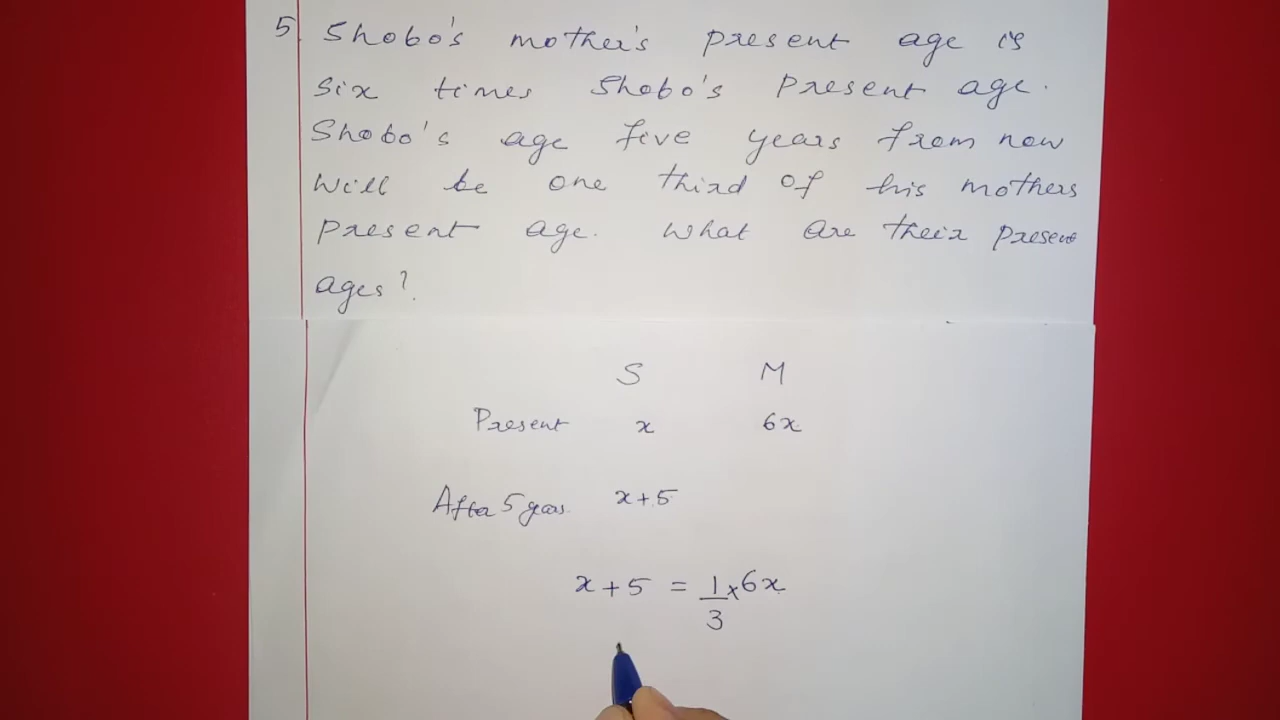 5. Shobo's mother's present age is
six times Shobo's present age.
Shobo's age five years from now
will be one third of his mothers
present age. What are their present
ages?
S M
Present x 6x
After 5 years x+5
x + 5 = 1/3 × 6x